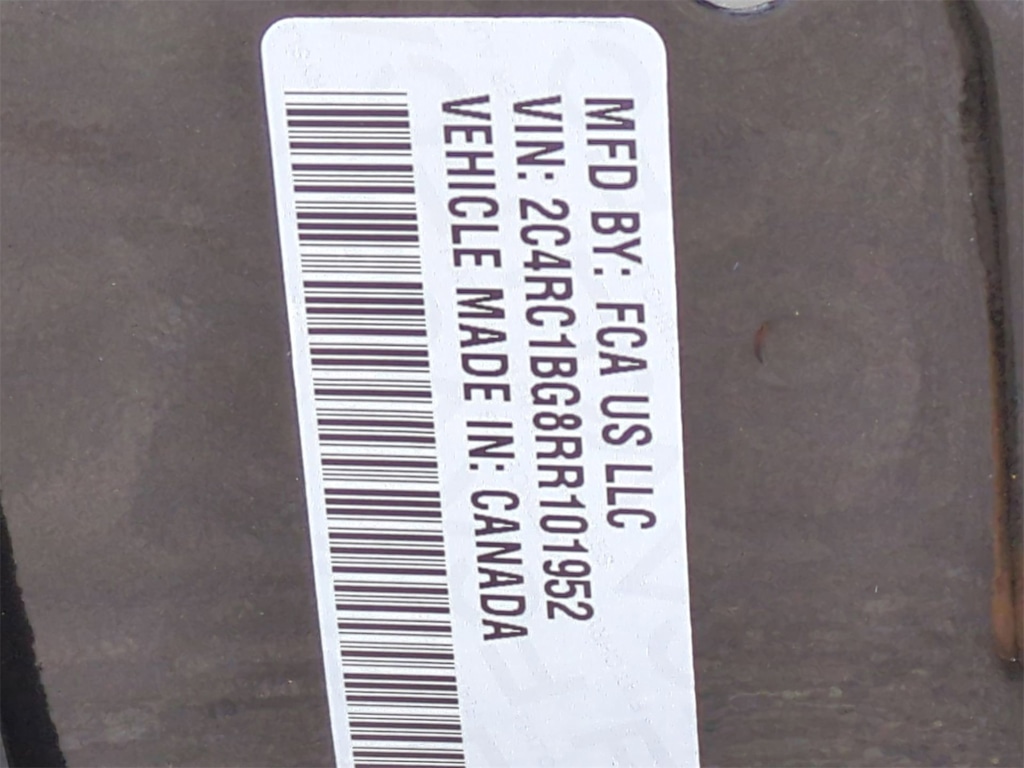 MFD BY: FCA US LLC
VIN: 2C4RC1BG8RR101952
VEHICLE MADE IN: CANADA